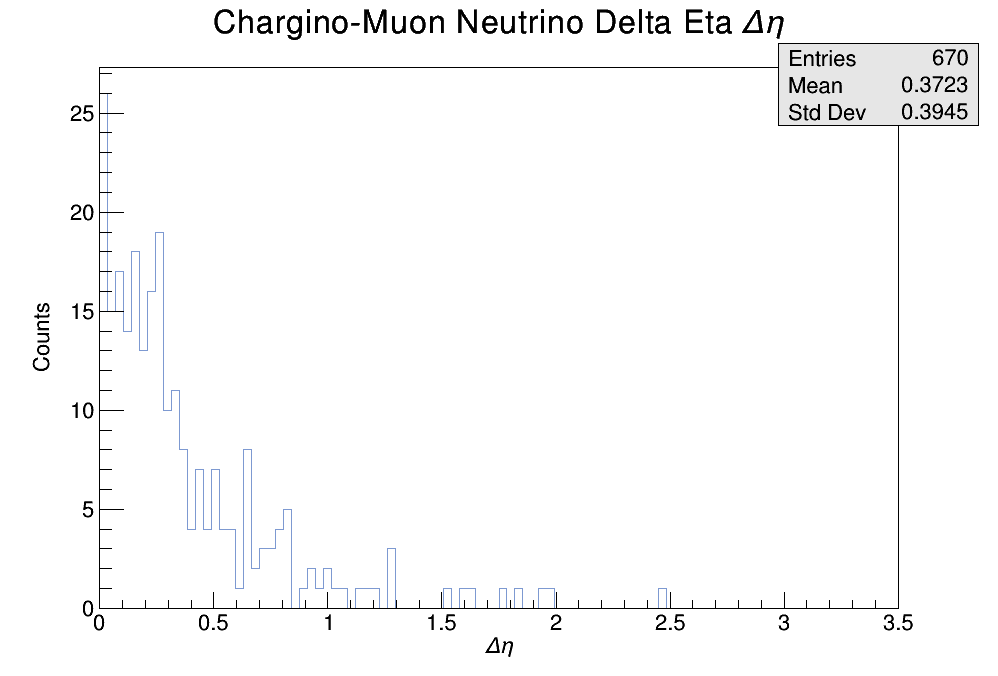 Chargino-Muon Neutrino Delta Eta Δη
Entries 670
Mean 0.3723
Std Dev 0.3945
25
20
15
10
5
0
Counts
0 0.5 1 1.5 2 2.5 3 3.5
Δη